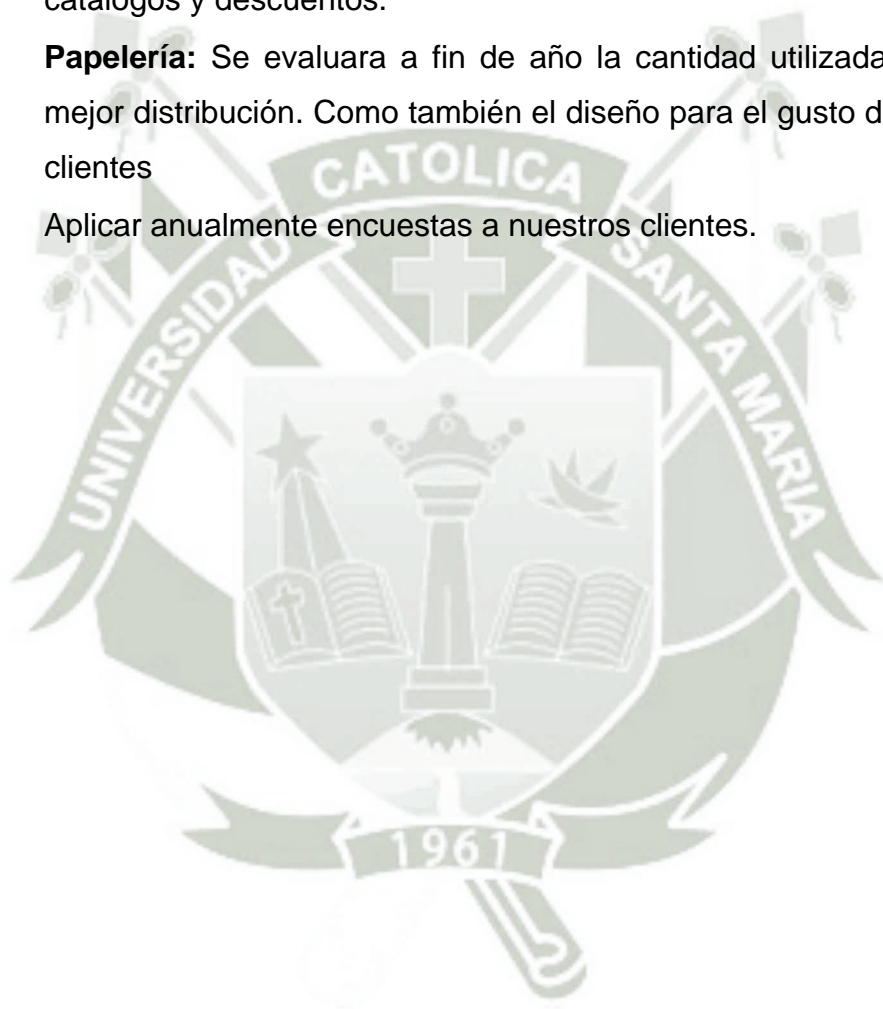 catálogos y descuentos.
Papelería: Se evaluara a fin de año la cantidad utilizada
mejor distribución. Como también el diseño para el gusto d
clientes
Aplicar anualmente encuestas a nuestros clientes.
UNIVERSIDAD CATOLICA SANTA MARIA
1961